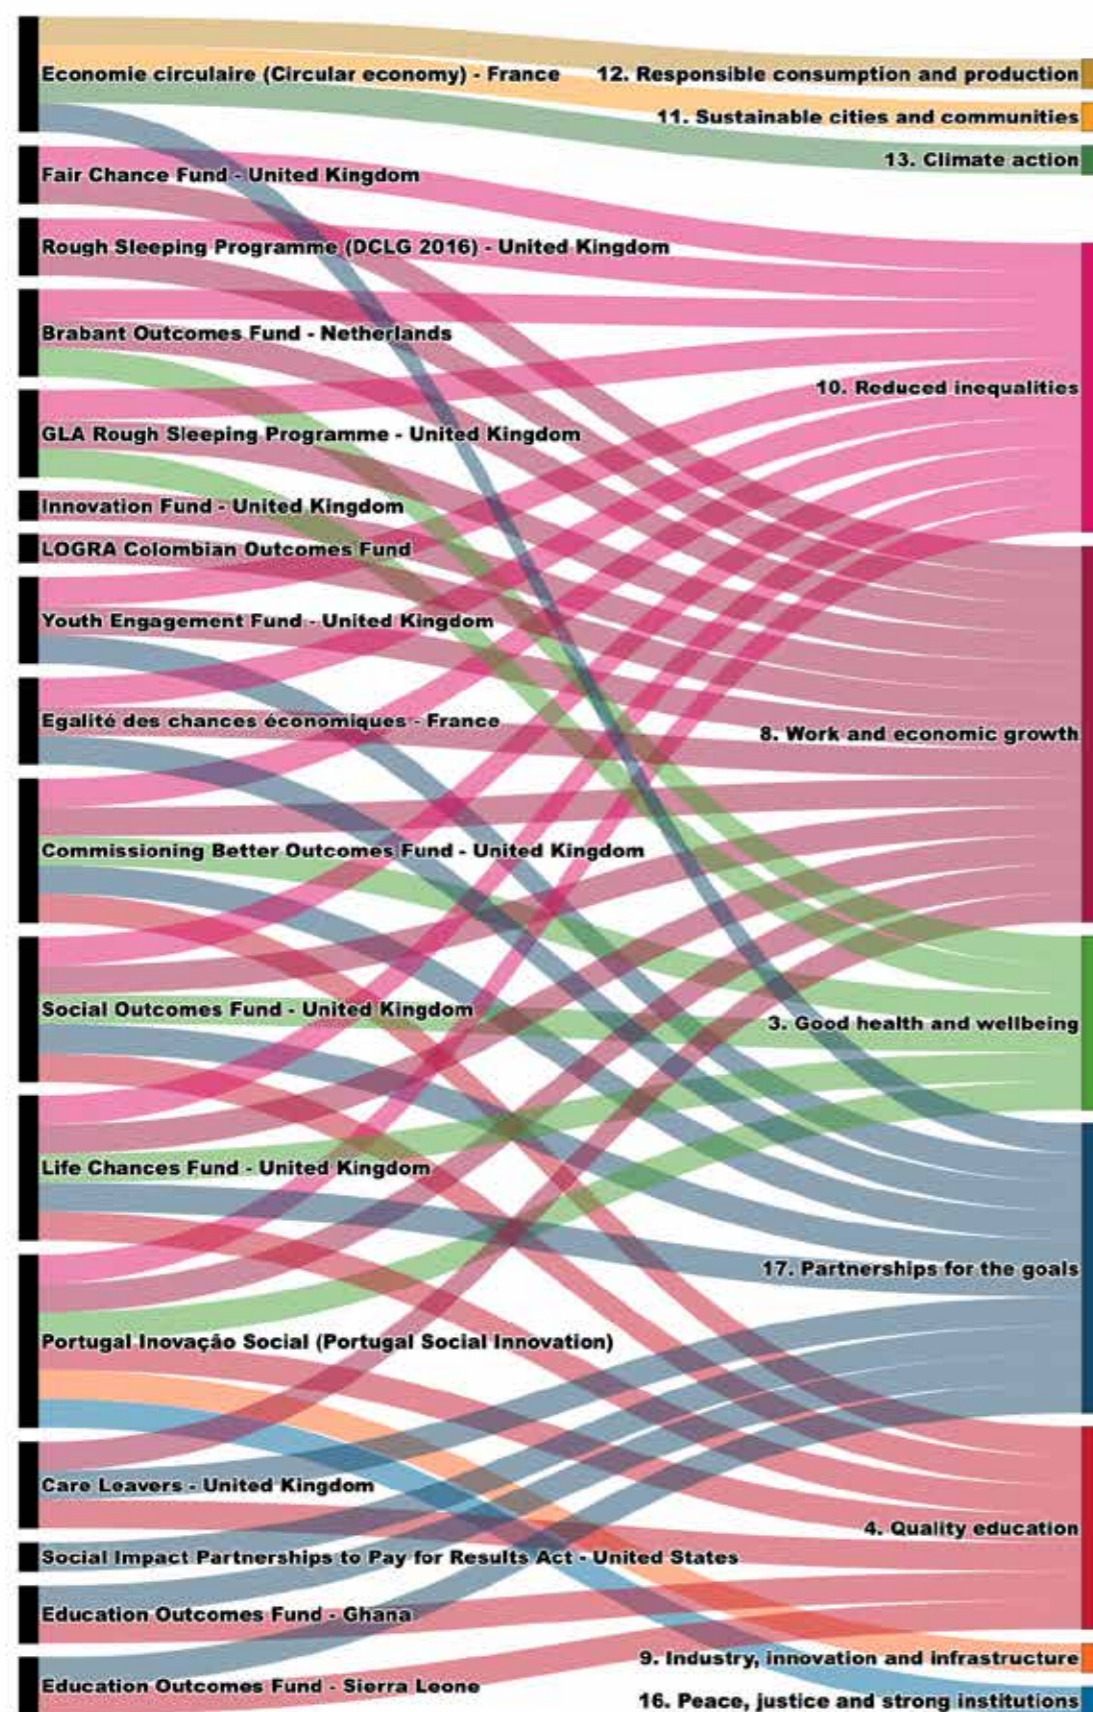 Economie circulaire (Circular economy) - France
12. Responsible consumption and production
11. Sustainable cities and communities
13. Climate action
Fair Chance Fund - United Kingdom
Rough Sleeping Programme (DCLG 2016) - United Kingdom
Brabant Outcomes Fund - Netherlands
10. Reduced inequalities
GLA Rough Sleeping Programme - United Kingdom
Innovation Fund - United Kingdom
LOGRA Colombian Outcomes Fund
Youth Engagement Fund - United Kingdom
Egalité des chances économiques - France
8. Work and economic growth
Commissioning Better Outcomes Fund - United Kingdom
Social Outcomes Fund - United Kingdom
3. Good health and wellbeing
Life Chances Fund - United Kingdom
17. Partnerships for the goals
Portugal Inovação Social (Portugal Social Innovation)
Care Leavers - United Kingdom
4. Quality education
Social Impact Partnerships to Pay for Results Act - United States
Education Outcomes Fund - Ghana
9. Industry, innovation and infrastructure
Education Outcomes Fund - Sierra Leone
16. Peace, justice and strong institutions